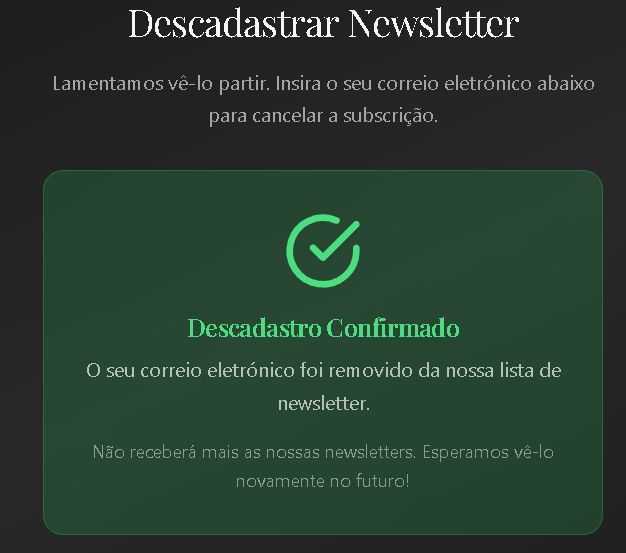 Descadastrar Newsletter
Lamentamos vê-lo partir. Insira o seu correio eletrónico abaixo
para cancelar a subscrição.
Descadastro Confirmado
O seu correio eletrónico foi removido da nossa lista de
newsletter.
Não receberá mais as nossas newsletters. Esperamos vê-lo
novamente no futuro!